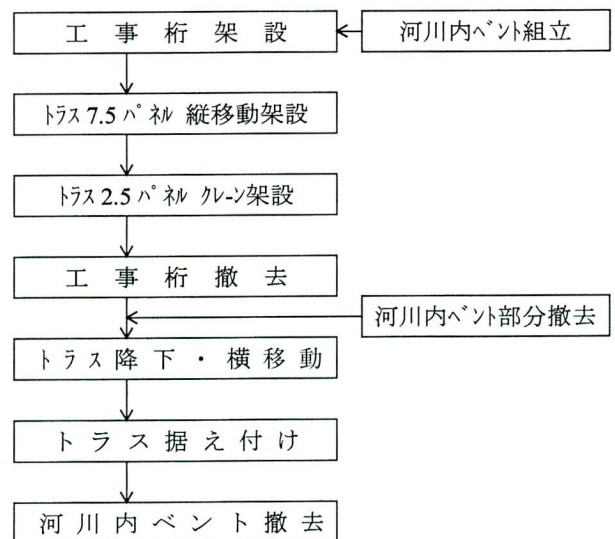 工事桁架設
河川内ﾍﾞﾝﾄ組立
ﾄﾗｽ7.5ﾊﾟﾈﾙ 縦移動架設
ﾄﾗｽ2.5ﾊﾟﾈﾙ ｸﾚｰﾝ架設
工事桁撤去
河川内ﾍﾞﾝﾄ部分撤去
トラス降下・横移動
トラス据え付け
河川内ベント撤去